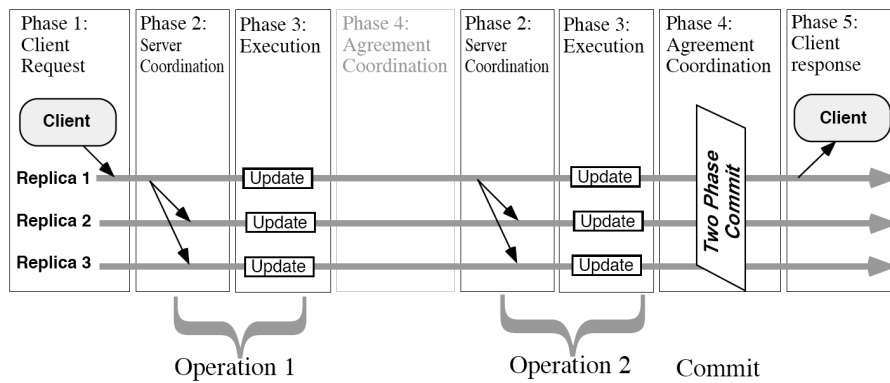 Phase 1:
Client
Request
Phase 2:
Server
Coordination
Phase 3:
Execution
Phase 4:
Agreement
Coordination
Phase 2:
Server
Coordination
Phase 3:
Execution
Phase 4:
Agreement
Coordination
Phase 5:
Client
response
Client
Client
Replica 1
Update
Update
Replica 2
Update
Update
Replica 3
Update
Update
Two Phase
Commit
Operation 1
Operation 2
Commit